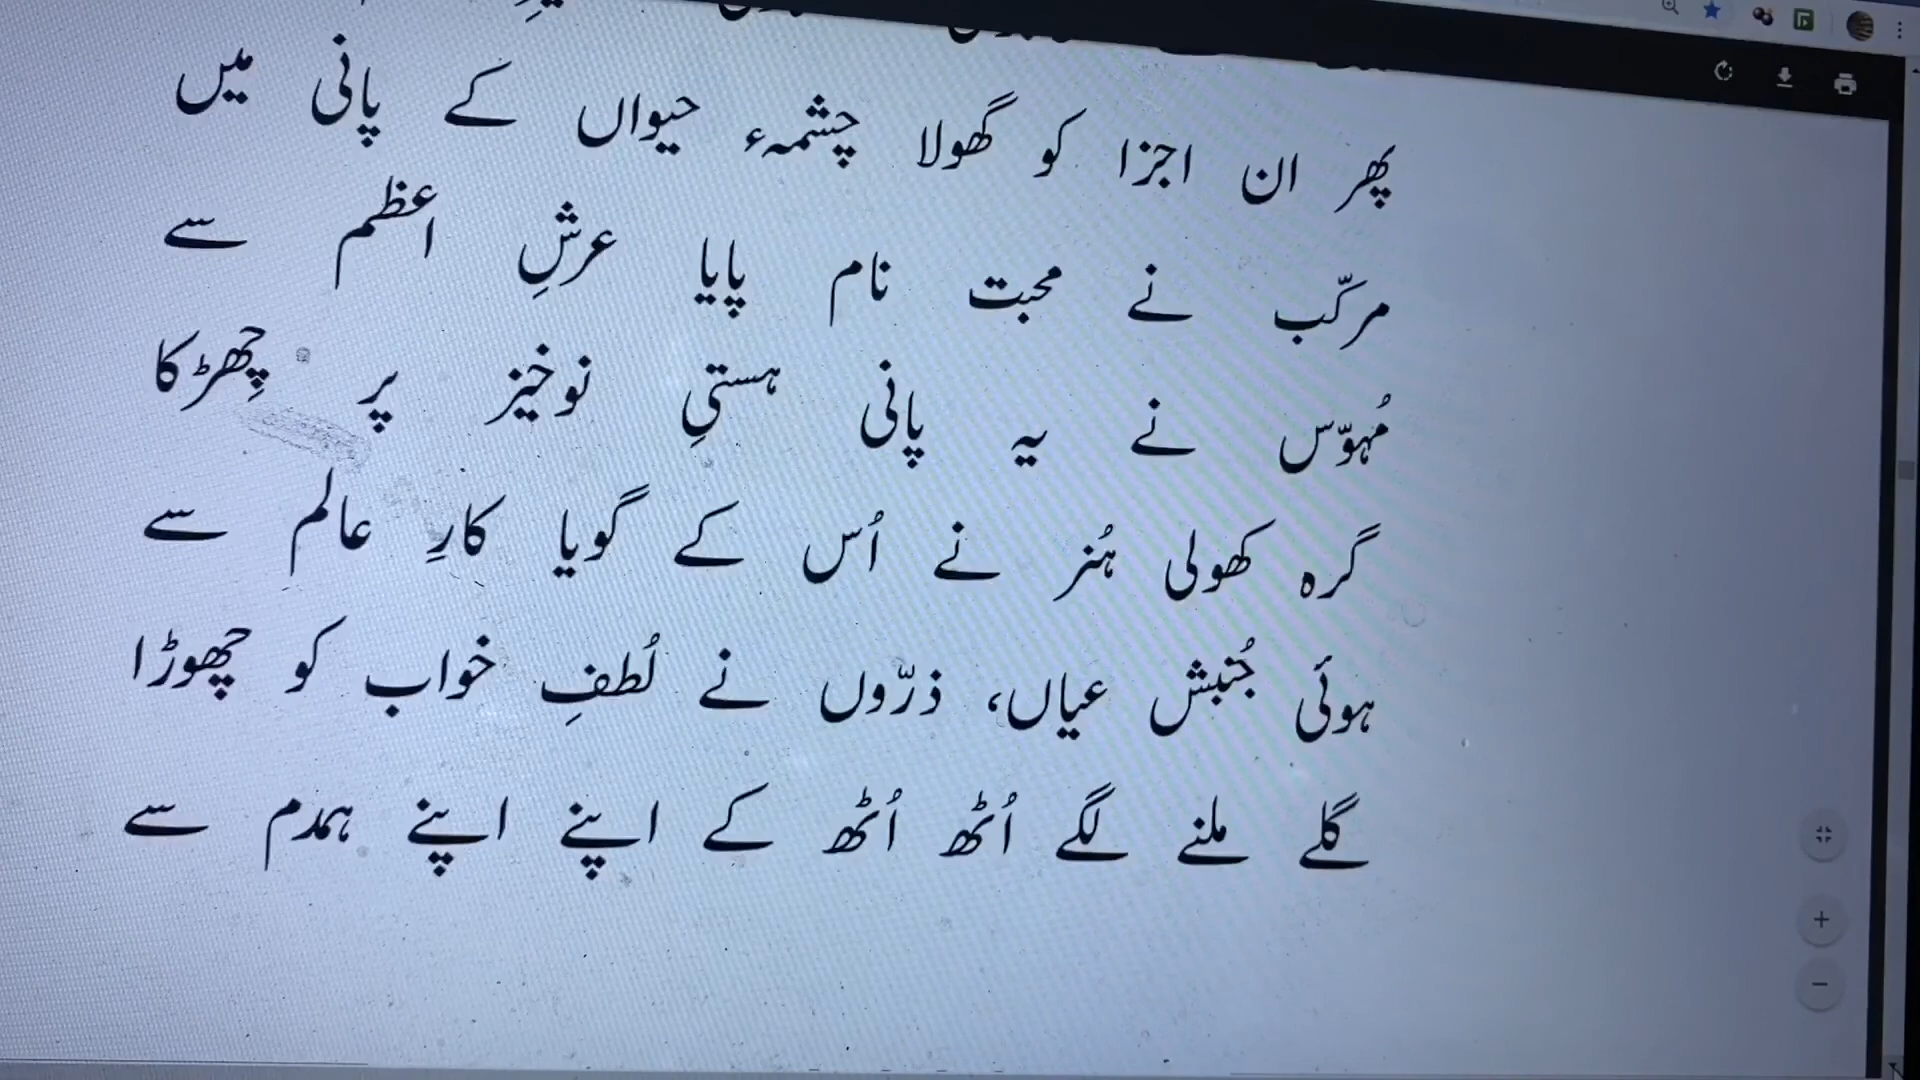 پھر ان اجزا کو گھولا چشمہء حیواں کے پانی میں
مرکّب نے محبت نام پایا عرشِ اعظم سے
مُہوّس نے یہ پانی ہستیِ نوخیز پر چِھڑکا
گرہ کھولی ہُنر نے اُس کے گویا کارِ عالم سے
ہوئی جُنبش عیاں، ذرّوں نے لُطفِ خواب کو چھوڑا
گلے ملنے لگے اُٹھ اُٹھ کے اپنے اپنے ہمدم سے